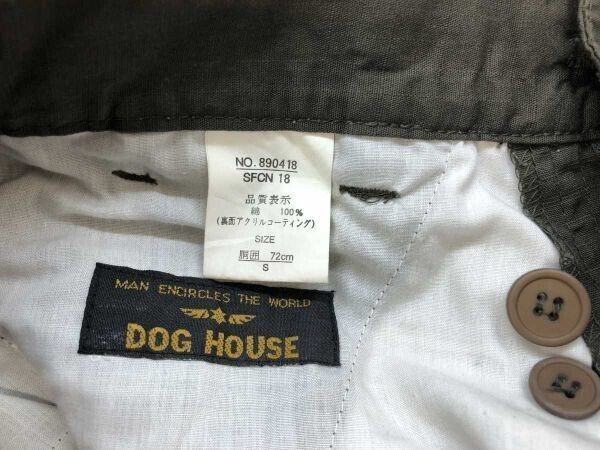 NO.890418
SFCN 18
品質表示
綿 100%
(裏面アクリルコーティング)
SIZE
胴囲 72cm
S
MAN ENCIRCLES THE WORLD
DOG HOUSE